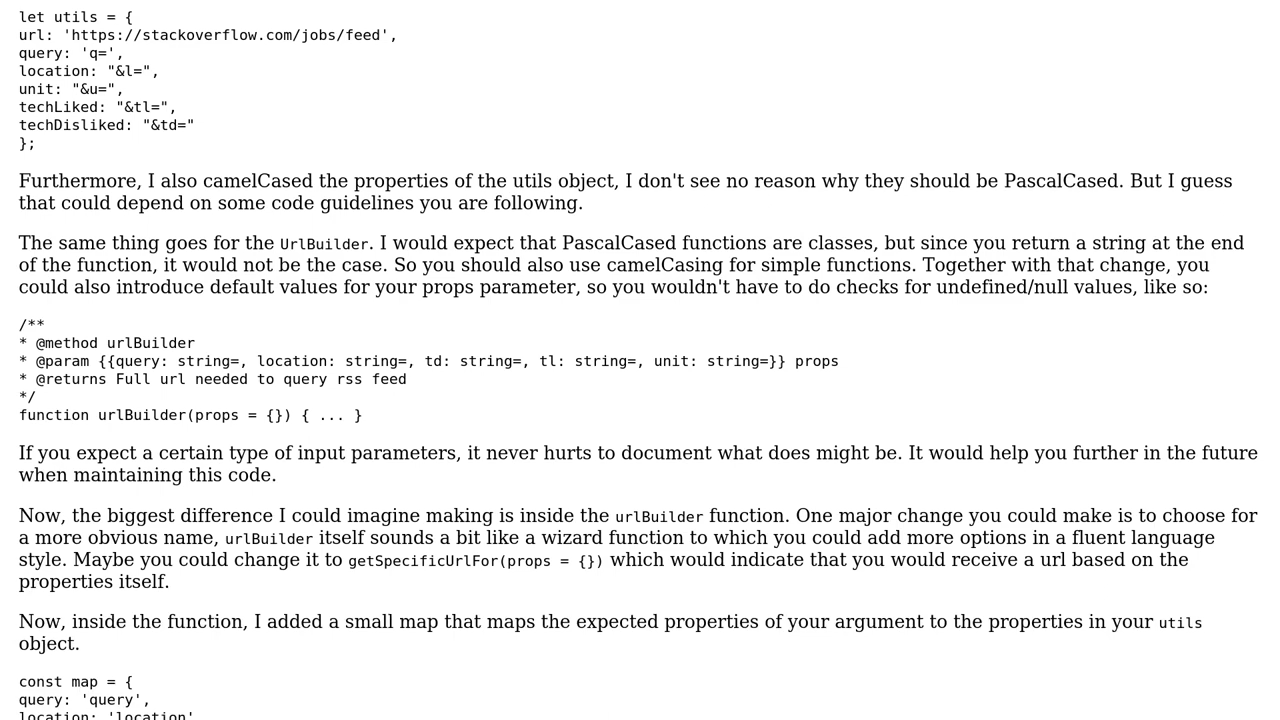 let utils = {
url: 'https://stackoverflow.com/jobs/feed',
query: 'q=',
location: "&l=",
unit: "&u=",
techLiked: "&tl=",
techDisliked: "&td="
};
Furthermore, I also camelCased the properties of the utils object, I don't see no reason why they should be PascalCased. But I guess
that could depend on some code guidelines you are following.
The same thing goes for the UrlBuilder. I would expect that PascalCased functions are classes, but since you return a string at the end
of the function, it would not be the case. So you should also use camelCasing for simple functions. Together with that change, you
could also introduce default values for your props parameter, so you wouldn't have to do checks for undefined/null values, like so:
/**
* @method urlBuilder
* @param {{query: string=, location: string=, td: string=, tl: string=, unit: string=}} props
* @returns Full url needed to query rss feed
*/
function urlBuilder(props = {}) { ... }
If you expect a certain type of input parameters, it never hurts to document what does might be. It would help you further in the future
when maintaining this code.
Now, the biggest difference I could imagine making is inside the urlBuilder function. One major change you could make is to choose for
a more obvious name, urlBuilder itself sounds a bit like a wizard function to which you could add more options in a fluent language
style. Maybe you could change it to getSpecificUrlFor(props = {}) which would indicate that you would receive a url based on the
properties itself.
Now, inside the function, I added a small map that maps the expected properties of your argument to the properties in your utils
object.
const map = {
query: 'query',
location: 'location'